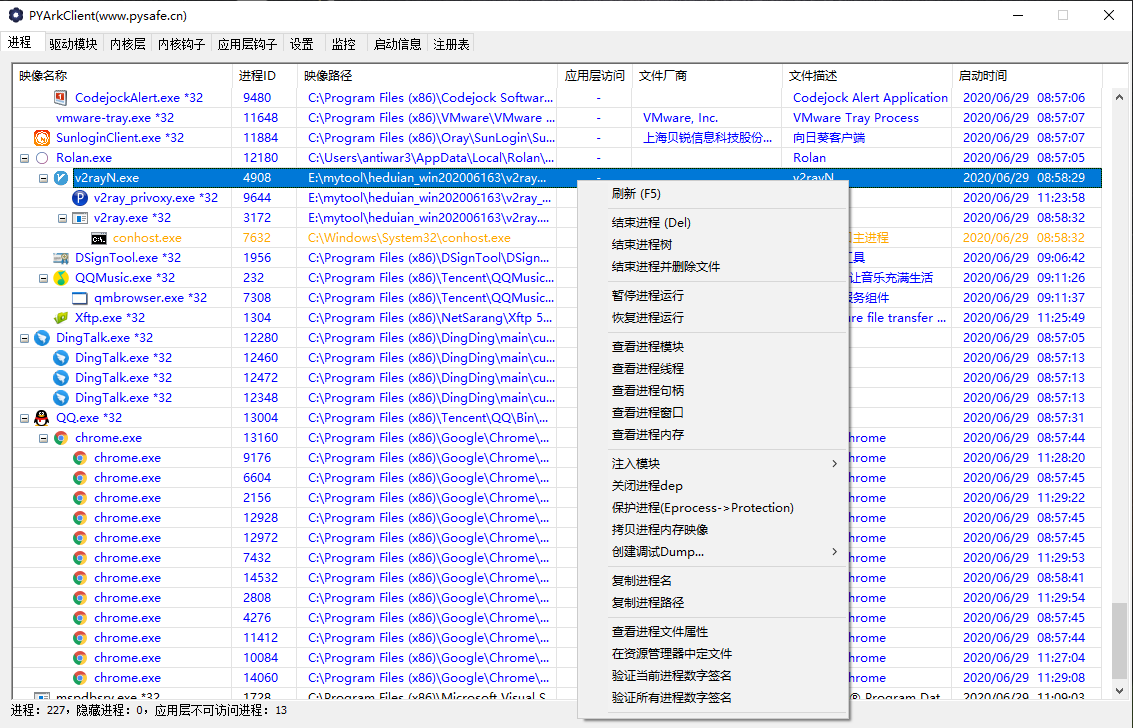 PYArkClient(www.pysafe.cn)
进程 驱动模块 内核层 内核钩子 应用层钩子 设置 监控 启动信息 注册表
映像名称 进程ID 映像路径 应用层访问 文件厂商 文件描述 启动时间
CodejockAlert.exe *32 9480 C:\Program Files (x86)\Codejock Softwar... - Codejock Alert Application 2020/06/29 08:57:06
vmware-tray.exe *32 11648 C:\Program Files (x86)\VMware\VMware ... - VMware, Inc. VMware Tray Process 2020/06/29 08:57:07
SunloginClient.exe *32 11884 C:\Program Files (x86)\Oray\SunLogin\Su... - 上海贝锐信息科技股份... 向日葵客户端 2020/06/29 08:57:07
Rolan.exe 12180 C:\Users\antiwar3\AppData\Local\Rolan\... - Rolan 2020/06/29 08:57:05
v2rayN.exe 4908 E:\mytool\heduian_win202006163\v2ray... - v2rayN 2020/06/29 08:58:29
v2ray_privoxy.exe *32 9644 E:\mytool\heduian_win202006163\v2ray_... 2020/06/29 11:23:58
v2ray.exe *32 3172 E:\mytool\heduian_win202006163\v2ray.... 2020/06/29 08:58:32
conhost.exe 7632 C:\Windows\System32\conhost.exe 主进程 2020/06/29 08:58:32
DSignTool.exe *32 1956 C:\Program Files (x86)\DSignTool\DSign... 工具 2020/06/29 09:06:42
QQMusic.exe *32 232 C:\Program Files (x86)\Tencent\QQMusic... 让音乐充满生活 2020/06/29 09:11:26
qmbrowser.exe *32 7308 C:\Program Files (x86)\Tencent\QQMusic... 服务组件 2020/06/29 09:11:37
Xftp.exe *32 1304 C:\Program Files (x86)\NetSarang\Xftp 5... re file transfer ... 2020/06/29 11:25:49
DingTalk.exe *32 12280 C:\Program Files (x86)\DingDing\main\cu... 2020/06/29 08:57:05
DingTalk.exe *32 12460 C:\Program Files (x86)\DingDing\main\cu... 2020/06/29 08:57:13
DingTalk.exe *32 12472 C:\Program Files (x86)\DingDing\main\cu... 2020/06/29 08:57:13
DingTalk.exe *32 12348 C:\Program Files (x86)\DingDing\main\cu... 2020/06/29 08:57:13
QQ.exe *32 13004 C:\Program Files (x86)\Tencent\QQ\Bin\... 2020/06/29 08:57:31
chrome.exe 13160 C:\Program Files (x86)\Google\Chrome\... hrome 2020/06/29 08:57:44
chrome.exe 9176 C:\Program Files (x86)\Google\Chrome\... hrome 2020/06/29 11:28:20
chrome.exe 6604 C:\Program Files (x86)\Google\Chrome\... hrome 2020/06/29 08:57:45
chrome.exe 2156 C:\Program Files (x86)\Google\Chrome\... hrome 2020/06/29 11:29:22
chrome.exe 12928 C:\Program Files (x86)\Google\Chrome\... hrome 2020/06/29 08:57:45
chrome.exe 12972 C:\Program Files (x86)\Google\Chrome\... hrome 2020/06/29 08:57:45
chrome.exe 7432 C:\Program Files (x86)\Google\Chrome\... hrome 2020/06/29 11:29:53
chrome.exe 14532 C:\Program Files (x86)\Google\Chrome\... hrome 2020/06/29 08:58:41
chrome.exe 2808 C:\Program Files (x86)\Google\Chrome\... hrome 2020/06/29 11:29:54
chrome.exe 4276 C:\Program Files (x86)\Google\Chrome\... hrome 2020/06/29 08:57:44
chrome.exe 11412 C:\Program Files (x86)\Google\Chrome\... hrome 2020/06/29 08:57:44
chrome.exe 10084 C:\Program Files (x86)\Google\Chrome\... hrome 2020/06/29 11:27:04
chrome.exe 14060 C:\Program Files (x86)\Google\Chrome\... hrome 2020/06/29 11:29:08
mspdbsrv.exe *32 1728 C:\Program Files (x86)\Microsoft Visual S... ® Program Dat... 2020/06/29 11:09:03
刷新 (F5)
结束进程 (Del)
结束进程树
结束进程并删除文件
暂停进程运行
恢复进程运行
查看进程模块
查看进程线程
查看进程句柄
查看进程窗口
查看进程内存
注入模块
关闭进程dep
保护进程(Eprocess->Protection)
拷贝进程内存映像
创建调试Dump...
复制进程名
复制进程路径
查看进程文件属性
在资源管理器中定文件
验证当前进程数字签名
验证所有进程数字签名
进程：227，隐藏进程：0，应用层不可访问进程：13